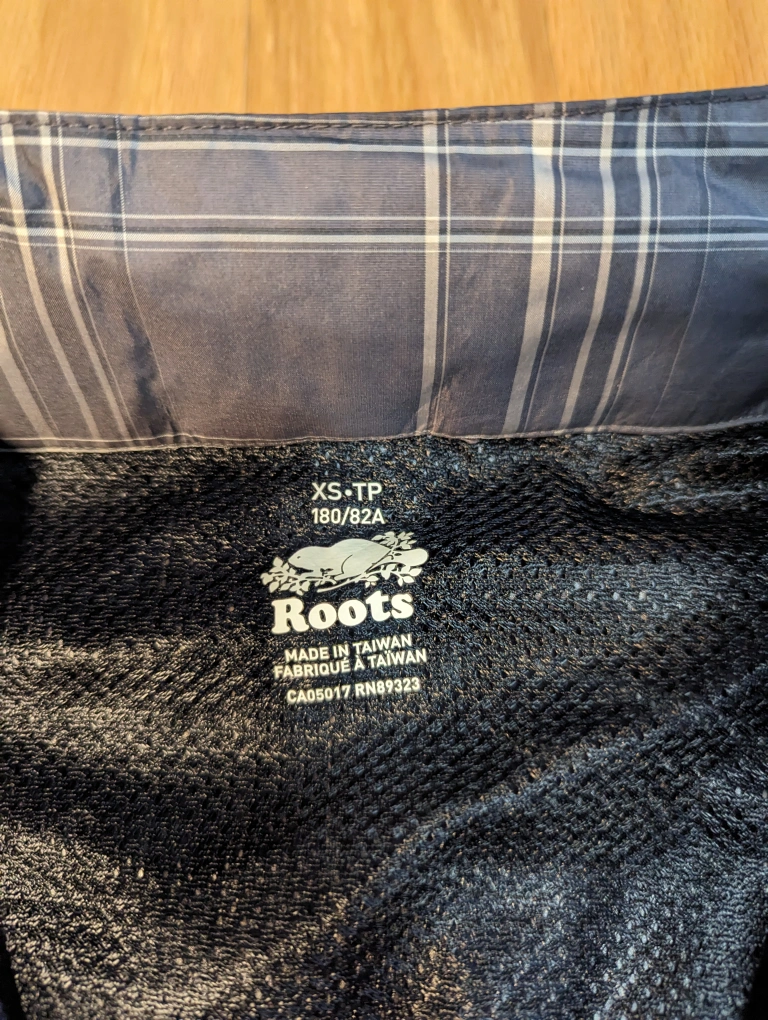 XS•TP
180/82A
Roots
MADE IN TAIWAN
FABRIQUÉ À TAÏWAN
CA05017 RN89323